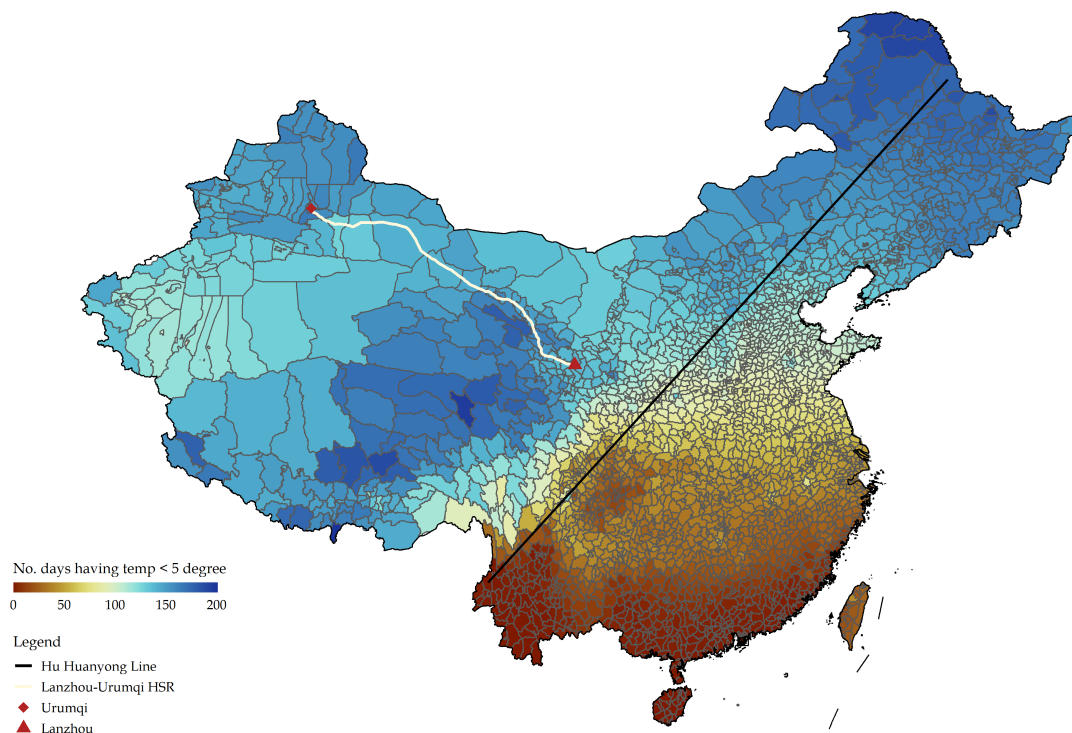 No. days having temp < 5 degree
0 50 100 150 200
Legend
Hu Huanyong Line
Lanzhou-Urumqi HSR
Urumqi
Lanzhou